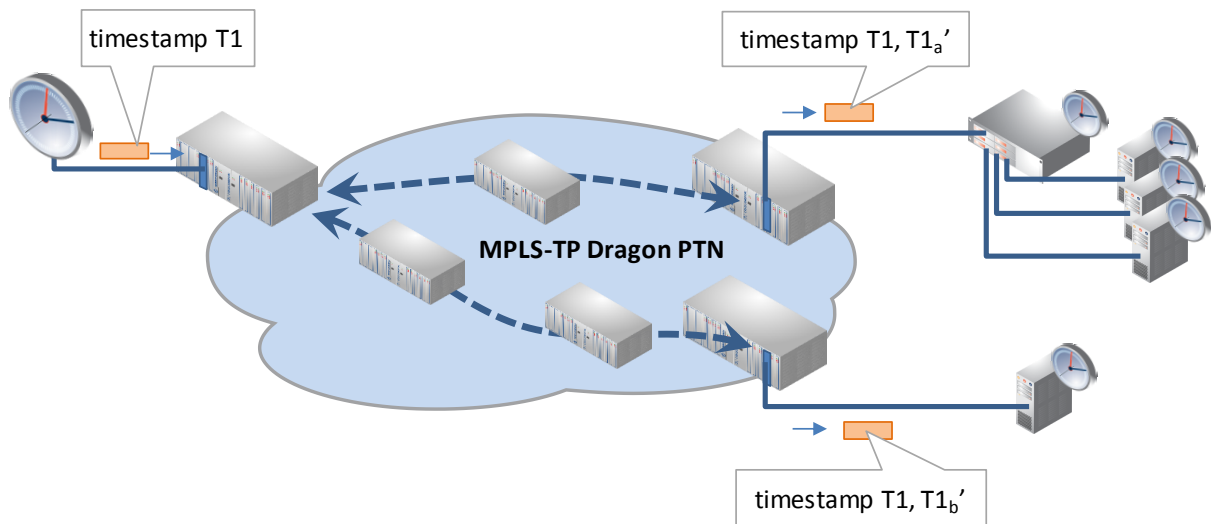 timestamp T1
timestamp T1, T1ₐ’
MPLS-TP Dragon PTN
timestamp T1, T1b’